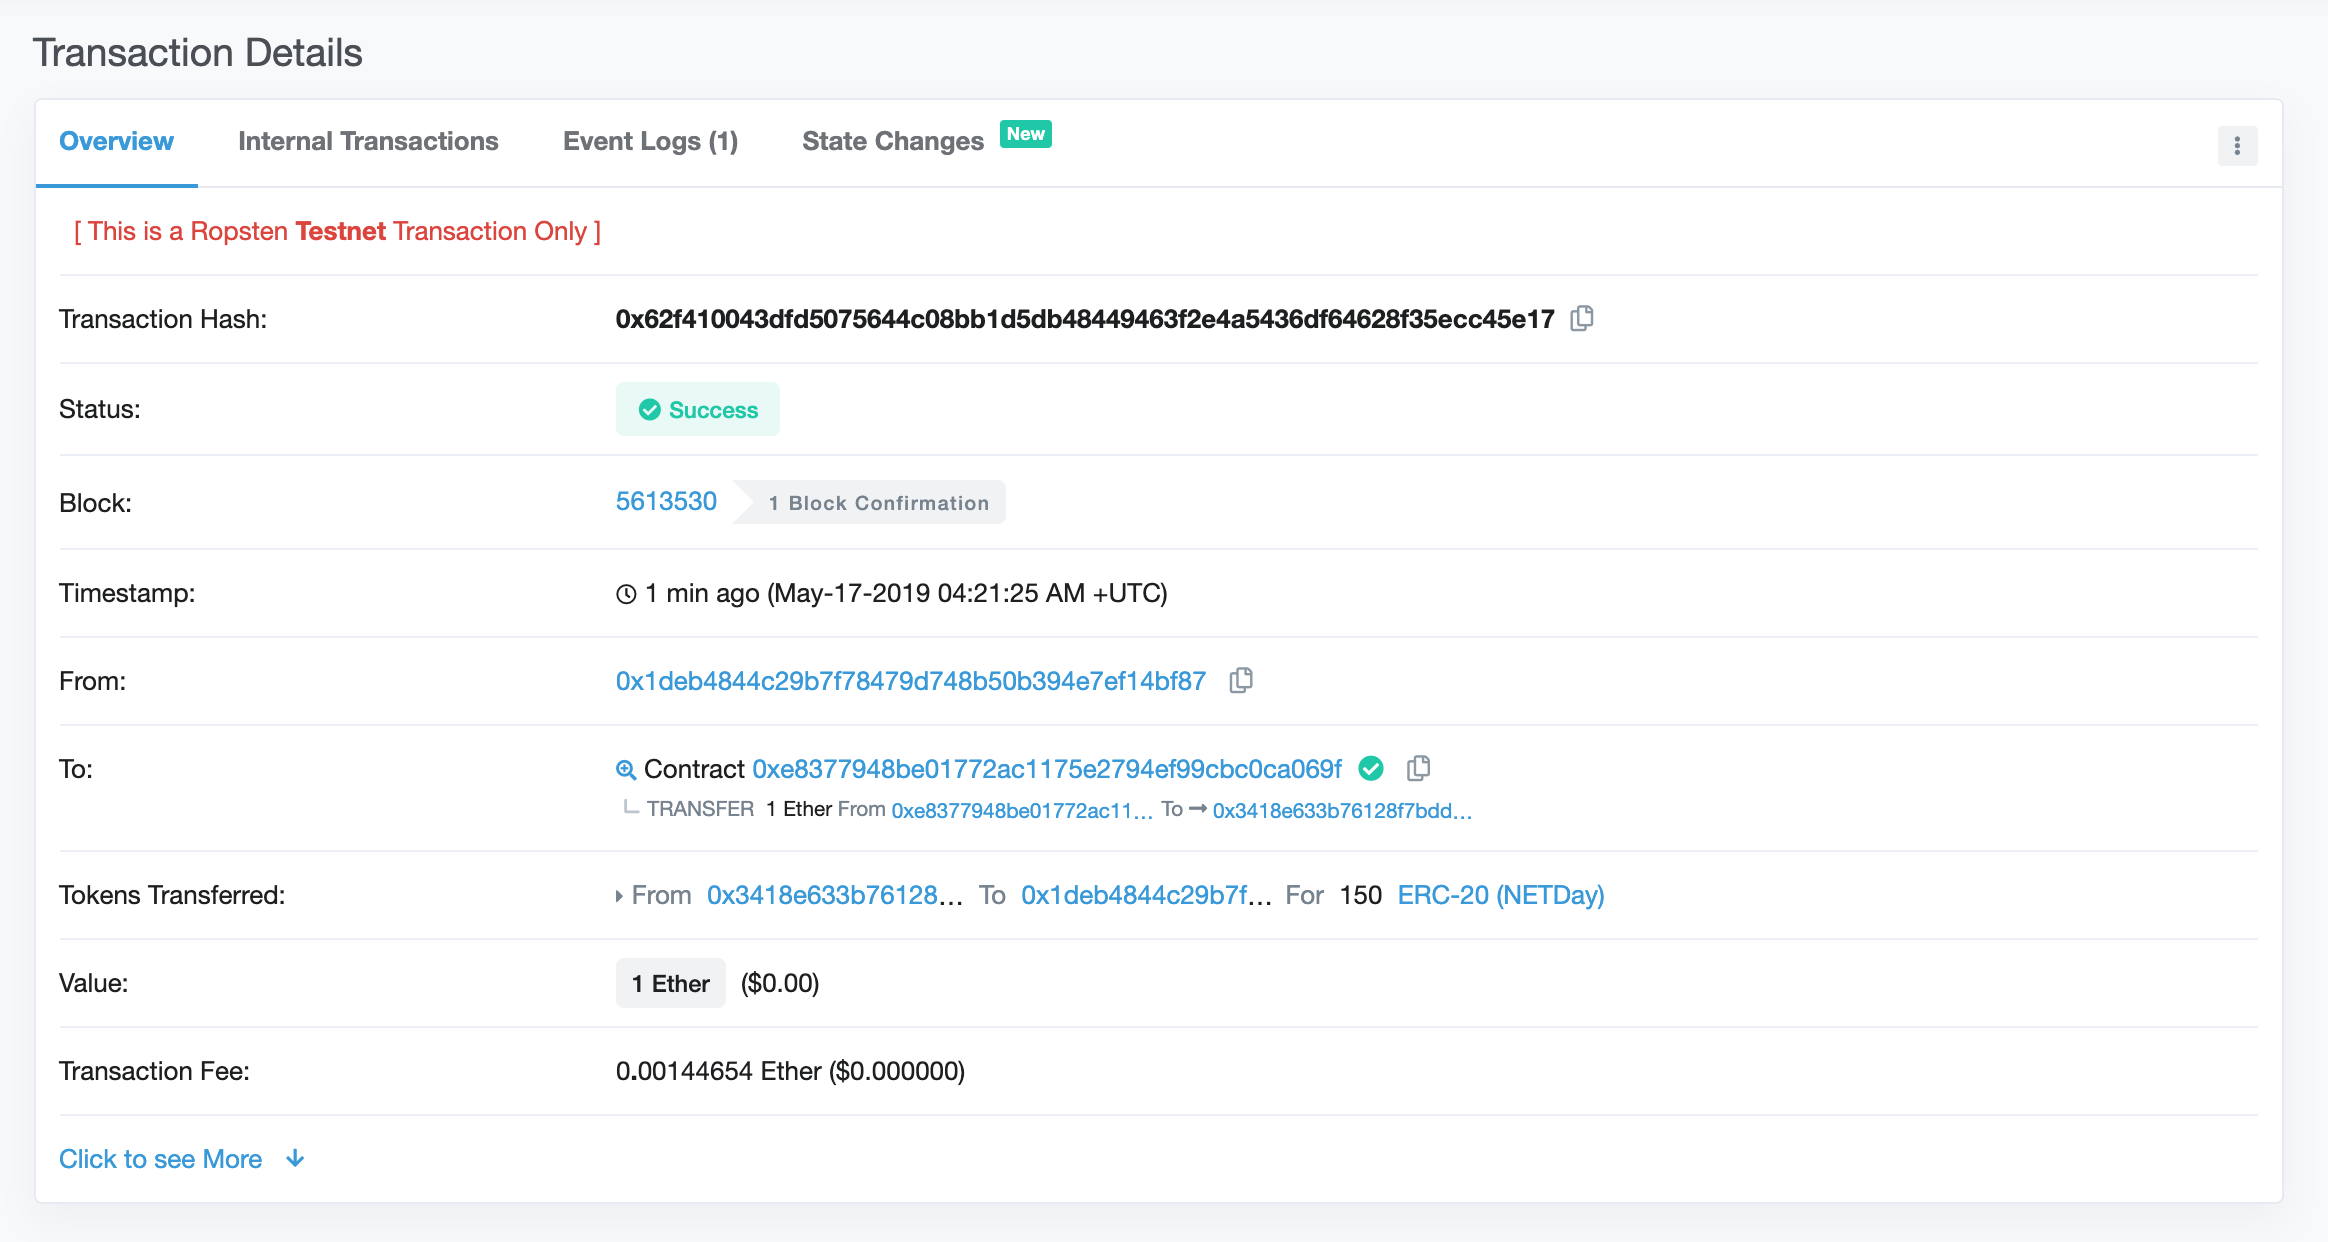 Transaction Details
Overview Internal Transactions Event Logs (1) State Changes New
[ This is a Ropsten Testnet Transaction Only ]
Transaction Hash: 0x62f410043dfd5075644c08bb1d5db48449463f2e4a5436df64628f35ecc45e17
Status: Success
Block: 5613530 1 Block Confirmation
Timestamp: 1 min ago (May-17-2019 04:21:25 AM +UTC)
From: 0x1deb4844c29b7f78479d748b50b394e7ef14bf87
To: Contract 0xe8377948be01772ac1175e2794ef99cbc0ca069f
TRANSFER 1 Ether From 0xe8377948be01772ac11... To 0x3418e633b76128f7bdd...
Tokens Transferred: From 0x3418e633b76128... To 0x1deb4844c29b7f... For 150 ERC-20 (NETDay)
Value: 1 Ether ($0.00)
Transaction Fee: 0.00144654 Ether ($0.000000)
Click to see More